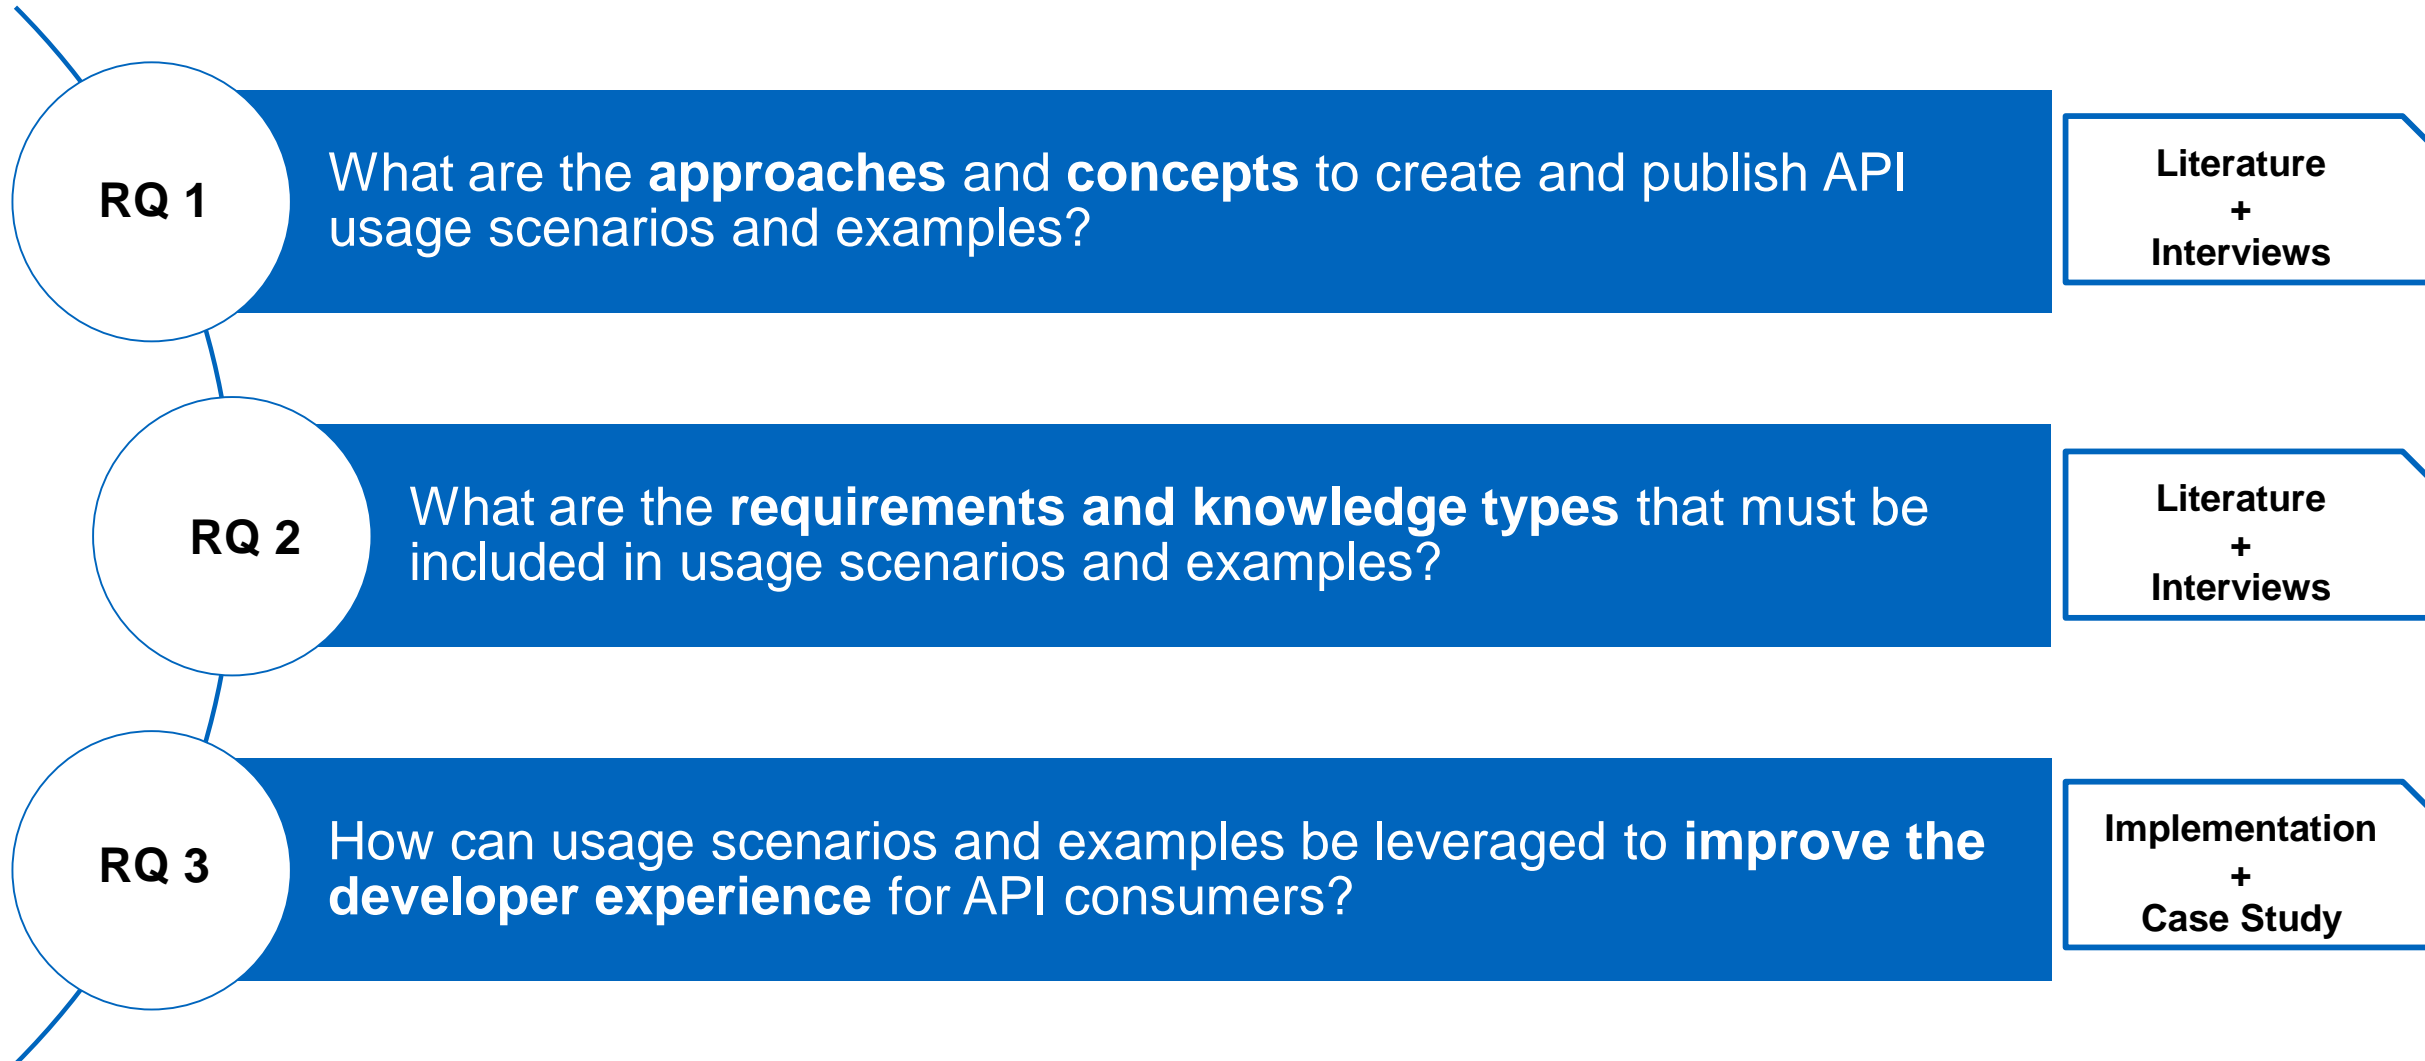 RQ 1
What are the approaches and concepts to create and publish API
usage scenarios and examples?
Literature
+
Interviews
RQ 2
What are the requirements and knowledge types that must be
included in usage scenarios and examples?
Literature
+
Interviews
RQ 3
How can usage scenarios and examples be leveraged to improve the
developer experience for API consumers?
Implementation
+
Case Study